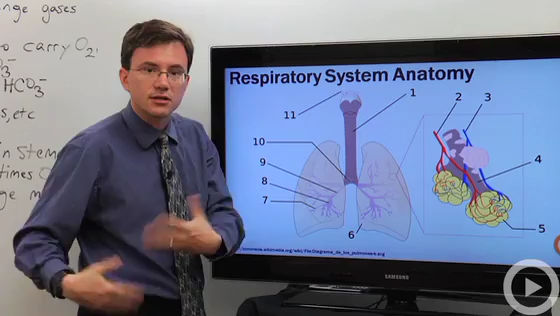 nge gases
o carry O₂.
HCO₃⁻
s, etc
in stem
times C
ge m
Respiratory System Anatomy
1
2
3
11
10
9
8
7
4
6
5
SAMSUNG